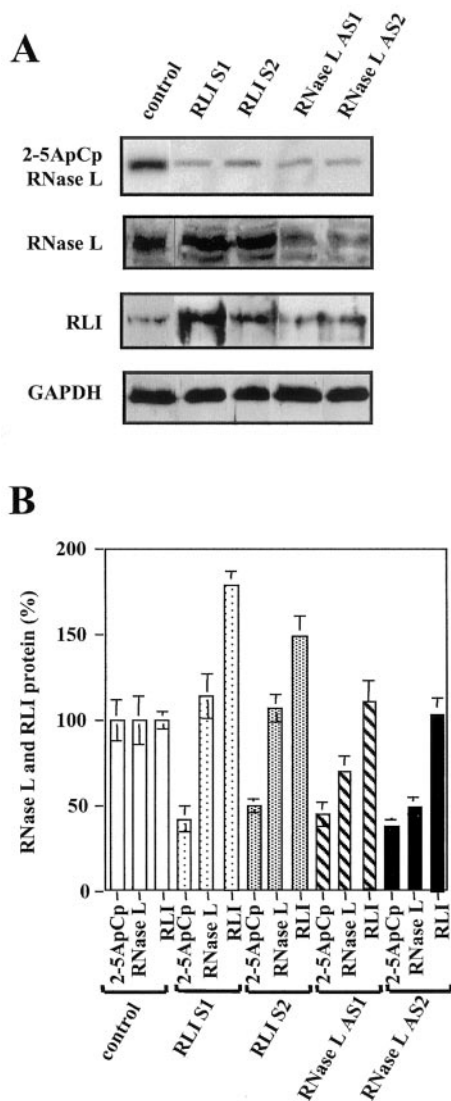 A
control
RLI S1
RLI S2
RNase L AS1
RNase L AS2
2-5ApCp
RNase L
RNase L
RLI
GAPDH
B
RNase L and RLI protein (%)
200
150
100
50
0
2-5ApCp
RNase L
RLI
2-5ApCp
RNase L
RLI
2-5ApCp
RNase L
RLI
2-5ApCp
RNase L
RLI
2-5ApCp
RNase L
RLI
control
RLI S1
RLI S2
RNase L AS1
RNase L AS2